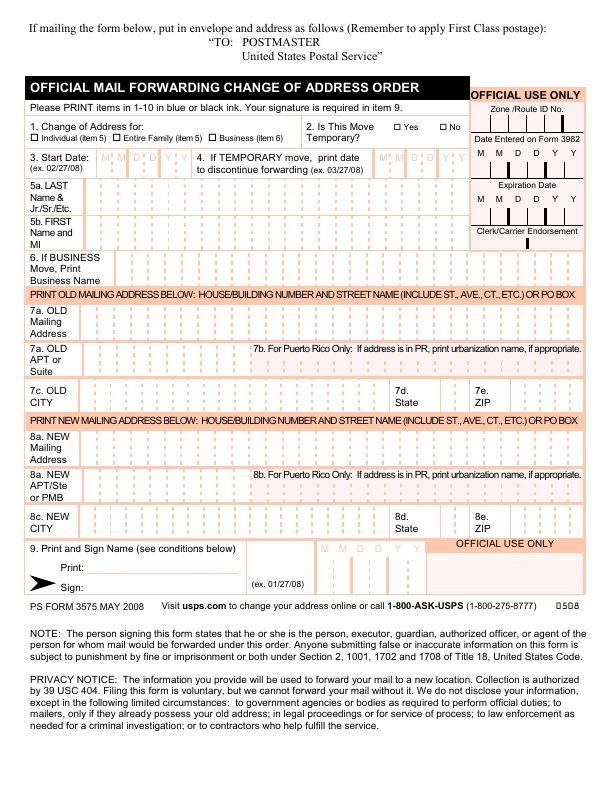 If mailing the form below, put in envelope and address as follows (Remember to apply First Class postage):
“TO: POSTMASTER
United States Postal Service”
OFFICIAL MAIL FORWARDING CHANGE OF ADDRESS ORDER
OFFICIAL USE ONLY
Please PRINT items in 1-10 in blue or black ink. Your signature is required in item 9.
Zone /Route ID No.
1. Change of Address for:
☐ Individual (item 5) ☐ Entire Family (item 5) ☐ Business (item 6)
2. Is This Move
Temporary?
☐ Yes ☐ No
Date Entered on Form 3982
M M D D Y Y
3. Start Date:
(ex. 02/27/08)
M M D D Y Y
4. If TEMPORARY move, print date
to discontinue forwarding (ex. 03/27/08)
M M D D Y Y
Expiration Date
M M D D Y Y
Clerk/Carrier Endorsement
5a. LAST
Name &
Jr./Sr./Etc.
5b. FIRST
Name and
MI
6. If BUSINESS
Move, Print
Business Name
PRINT OLD MAILING ADDRESS BELOW: HOUSE/BUILDING NUMBER AND STREET NAME (INCLUDE ST., AVE., CT., ETC.) OR PO BOX
7a. OLD
Mailing
Address
7a. OLD
APT or
Suite
7b. For Puerto Rico Only: If address is in PR, print urbanization name, if appropriate.
7c. OLD
CITY
7d.
State
7e.
ZIP
PRINT NEW MAILING ADDRESS BELOW: HOUSE/BUILDING NUMBER AND STREET NAME (INCLUDE ST., AVE., CT., ETC.) OR PO BOX
8a. NEW
Mailing
Address
8a. NEW
APT/Ste
or PMB
8b. For Puerto Rico Only: If address is in PR, print urbanization name, if appropriate.
8c. NEW
CITY
8d.
State
8e.
ZIP
9. Print and Sign Name (see conditions below)
Print:
Sign:
(ex. 01/27/08)
M M D D Y Y
OFFICIAL USE ONLY
PS FORM 3575 MAY 2008 Visit usps.com to change your address online or call 1-800-ASK-USPS (1-800-275-8777) 0508
NOTE: The person signing this form states that he or she is the person, executor, guardian, authorized officer, or agent of the
person for whom mail would be forwarded under this order. Anyone submitting false or inaccurate information on this form is
subject to punishment by fine or imprisonment or both under Section 2, 1001, 1702 and 1708 of Title 18, United States Code.
PRIVACY NOTICE: The information you provide will be used to forward your mail to a new location. Collection is authorized
by 39 USC 404. Filing this form is voluntary, but we cannot forward your mail without it. We do not disclose your information,
except in the following limited circumstances: to government agencies or bodies as required to perform official duties; to
mailers, only if they already possess your old address; in legal proceedings or for service of process; to law enforcement as
needed for a criminal investigation; or to contractors who help fulfill the service.